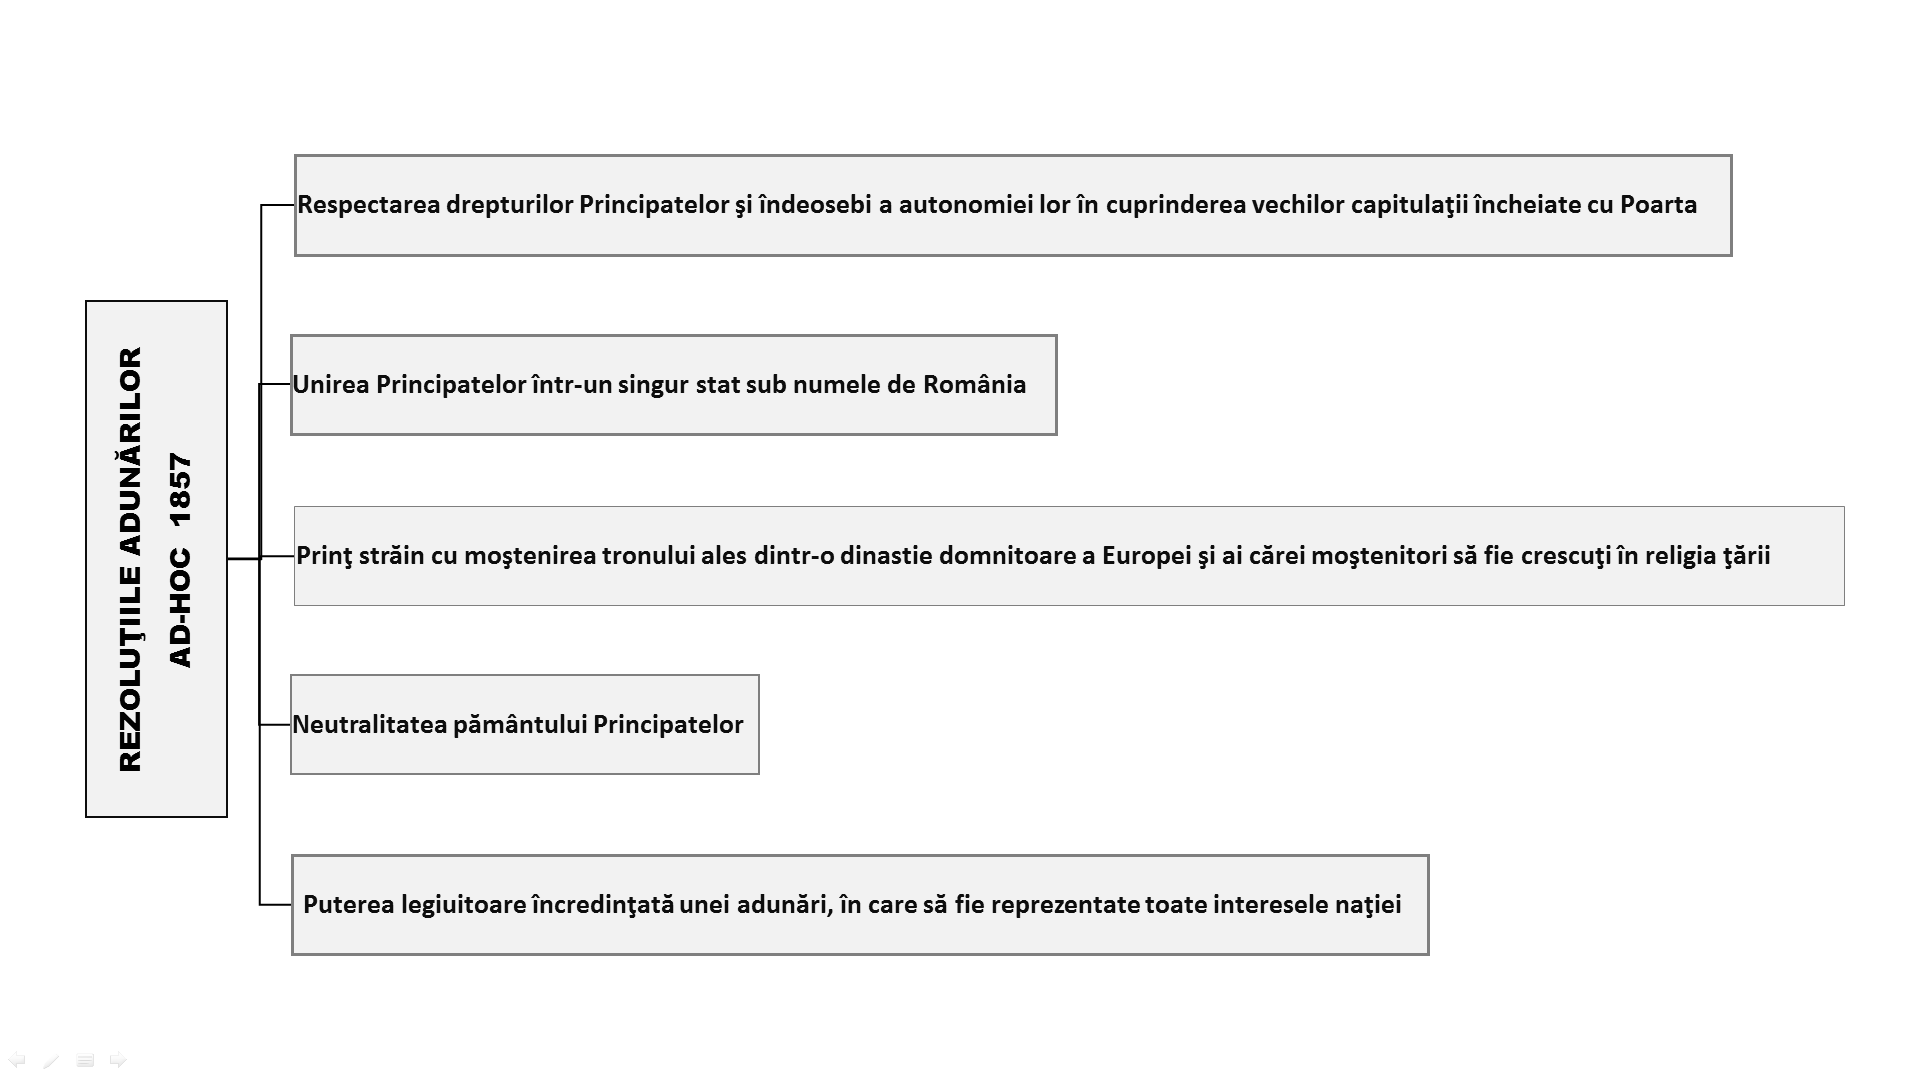 REZOLUŢIILE ADUNĂRILOR
AD-HOC 1857
Respectarea drepturilor Principatelor şi îndeosebi a autonomiei lor în cuprinderea vechilor capitulaţii încheiate cu Poarta
Unirea Principatelor într-un singur stat sub numele de România
Prinţ străin cu moştenirea tronului ales dintr-o dinastie domnitoare a Europei şi ai cărei moştenitori să fie crescuţi în religia ţării
Neutralitatea pământului Principatelor
Puterea legiuitoare încredinţată unei adunări, în care să fie reprezentate toate interesele naţiei